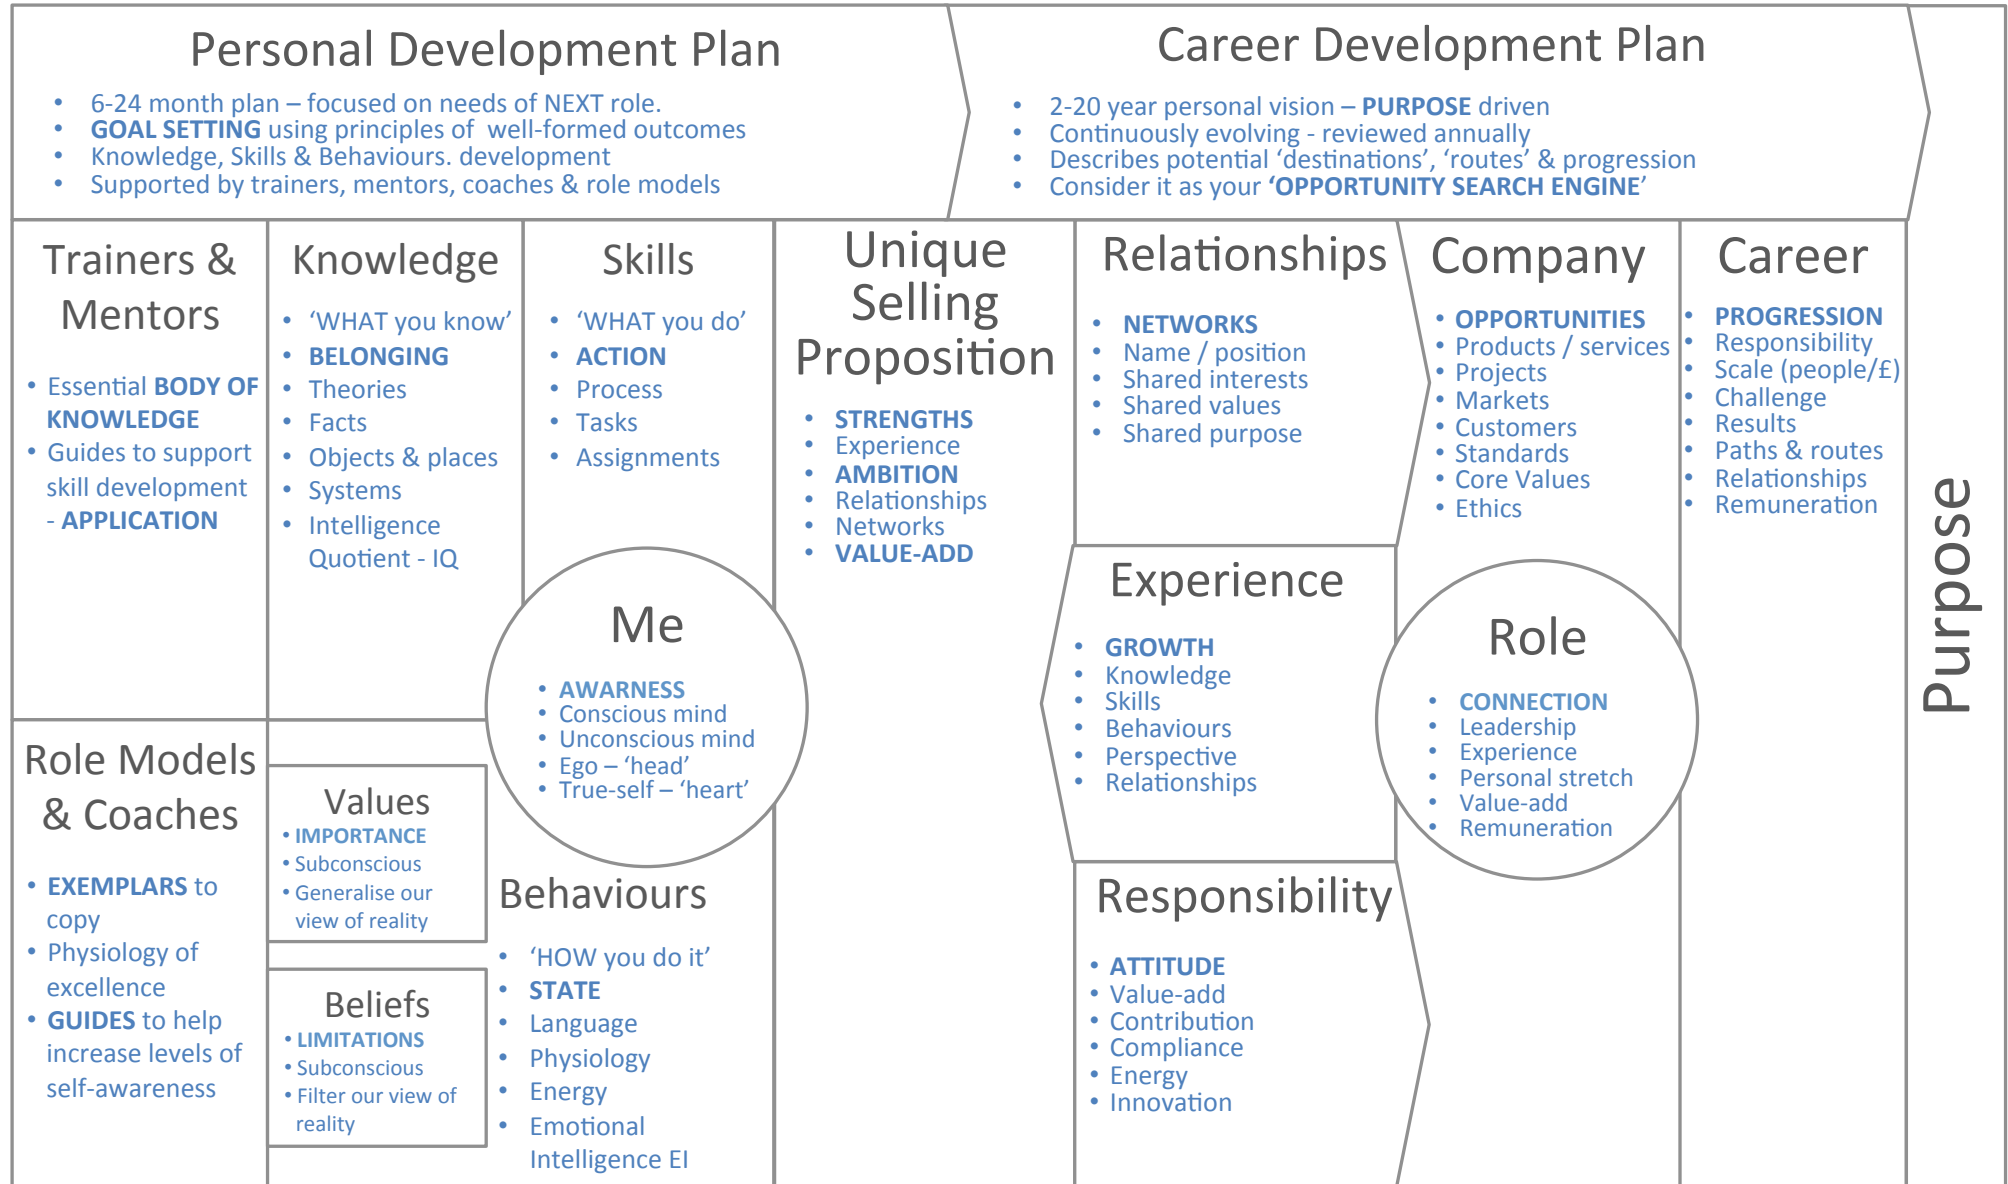 Personal Development Plan
• 6-24 month plan – focused on needs of NEXT role.
• GOAL SETTING using principles of well-formed outcomes
• Knowledge, Skills & Behaviours. development
• Supported by trainers, mentors, coaches & role models
Career Development Plan
• 2-20 year personal vision – PURPOSE driven
• Continuously evolving - reviewed annually
• Describes potential ‘destinations’, ‘routes’ & progression
• Consider it as your ‘OPPORTUNITY SEARCH ENGINE’
Trainers &
Mentors
• Essential BODY OF
KNOWLEDGE
• Guides to support
skill development
- APPLICATION
Knowledge
• ‘WHAT you know’
• BELONGING
• Theories
• Facts
• Objects & places
• Systems
• Intelligence
Quotient - IQ
Skills
• ‘WHAT you do’
• ACTION
• Process
• Tasks
• Assignments
Unique
Selling
Proposition
• STRENGTHS
• Experience
• AMBITION
• Relationships
• Networks
• VALUE-ADD
Relationships
• NETWORKS
• Name / position
• Shared interests
• Shared values
• Shared purpose
Company
• OPPORTUNITIES
• Products / services
• Projects
• Markets
• Customers
• Standards
• Core Values
• Ethics
Career
• PROGRESSION
• Responsibility
• Scale (people/£)
• Challenge
• Results
• Paths & routes
• Relationships
• Remuneration
Purpose
Me
• AWARNESS
• Conscious mind
• Unconscious mind
• Ego – ‘head’
• True-self – ‘heart’
Experience
• GROWTH
• Knowledge
• Skills
• Behaviours
• Perspective
• Relationships
Role
• CONNECTION
• Leadership
• Experience
• Personal stretch
• Value-add
• Remuneration
Role Models
& Coaches
• EXEMPLARS to
copy
• Physiology of
excellence
• GUIDES to help
increase levels of
self-awareness
Values
• IMPORTANCE
• Subconscious
• Generalise our
view of reality
Beliefs
• LIMITATIONS
• Subconscious
• Filter our view of
reality
Behaviours
• ‘HOW you do it’
• STATE
• Language
• Physiology
• Energy
• Emotional
Intelligence EI
Responsibility
• ATTITUDE
• Value-add
• Contribution
• Compliance
• Energy
• Innovation